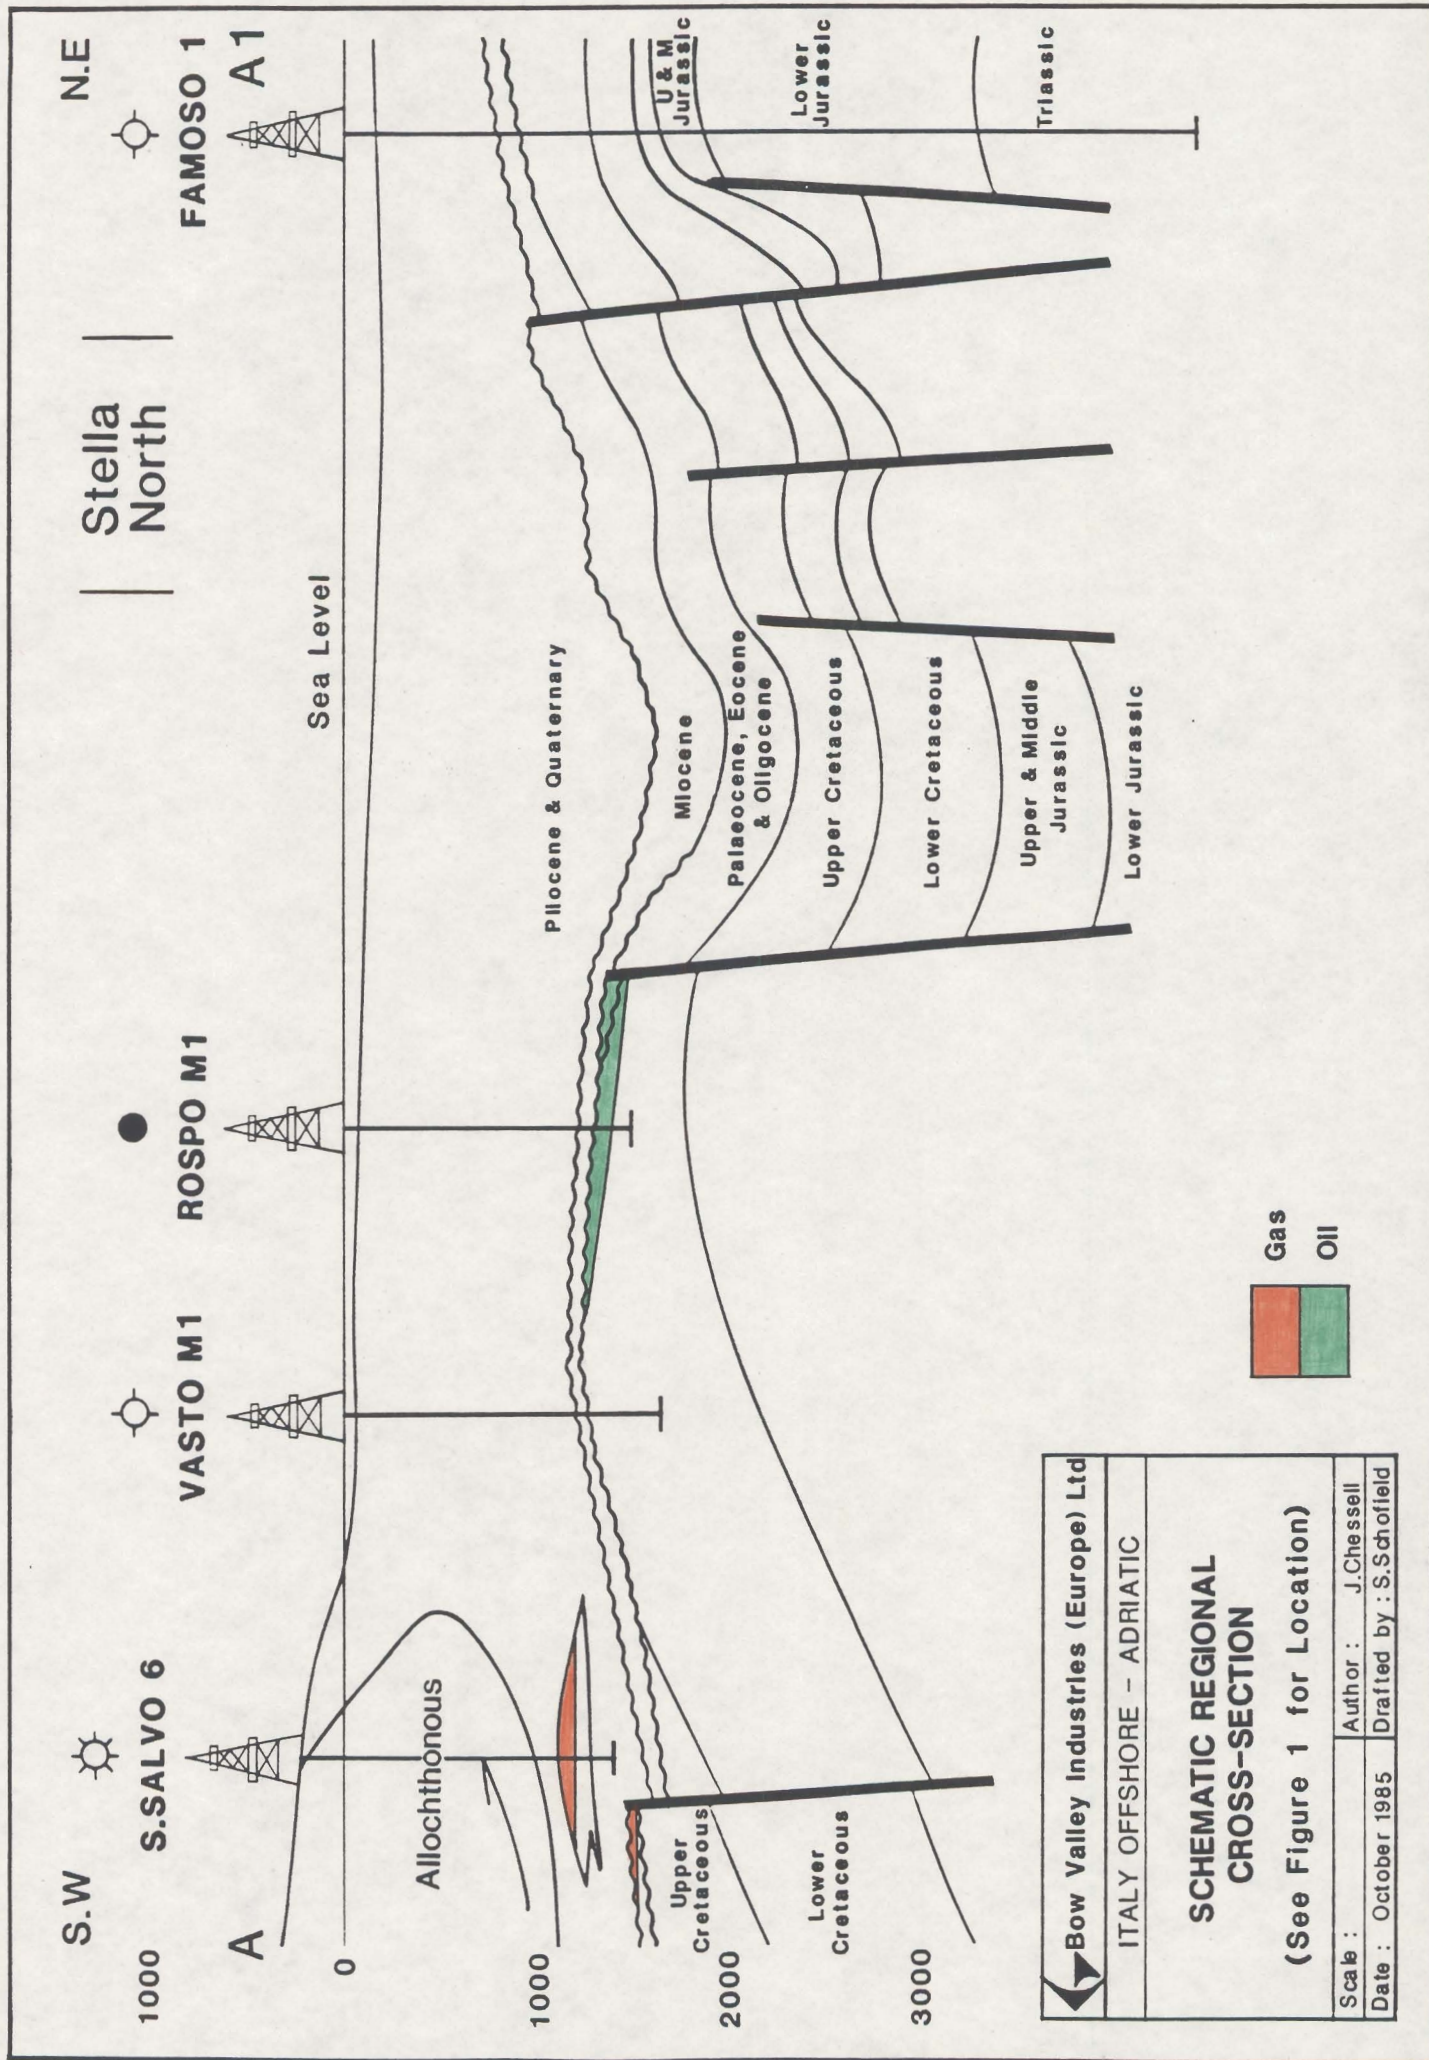 S.W
N.E
Stella
North
S.SALVO 6
VASTO M1
ROSPO M1
FAMOSO 1
A
A1
1000
0
1000
2000
3000
Sea Level
Allochthonous
Pliocene & Quaternary
Miocene
Palaeocene, Eocene
& Oligocene
Upper Cretaceous
Lower Cretaceous
Upper & Middle
Jurassic
Lower Jurassic
U & M
Jurassic
Lower
Jurassic
Triassic
Upper
Cretaceous
Lower
Cretaceous
Gas
Oil
Bow Valley Industries (Europe) Ltd
ITALY OFFSHORE - ADRIATIC
SCHEMATIC REGIONAL
CROSS-SECTION
(See Figure 1 for Location)
Scale :
Author : J.Chessell
Date : October 1985
Drafted by : S.Schofield